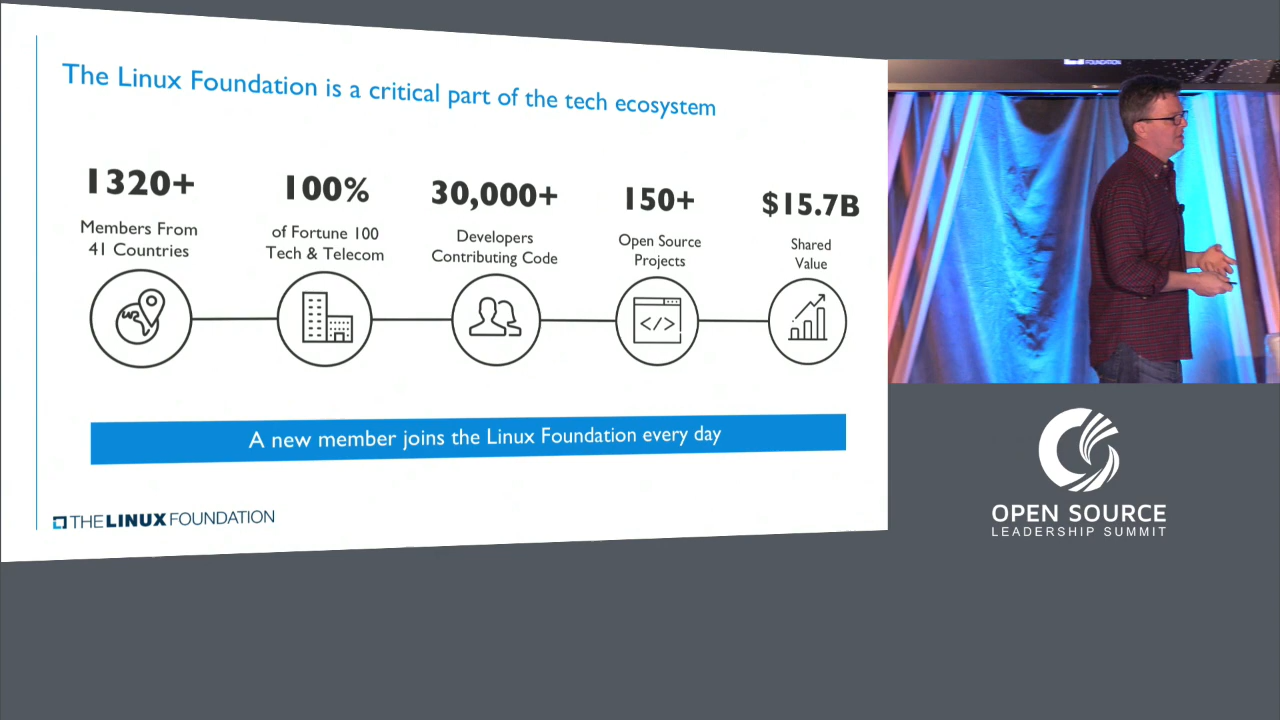 The Linux Foundation is a critical part of the tech ecosystem
1320+
Members From
41 Countries
100%
of Fortune 100
Tech & Telecom
30,000+
Developers
Contributing Code
150+
Open Source
Projects
$15.7B
Shared
Value
</>
A new member joins the Linux Foundation every day
THE LINUX FOUNDATION
FOUNDATION
OPEN SOURCE
LEADERSHIP SUMMIT